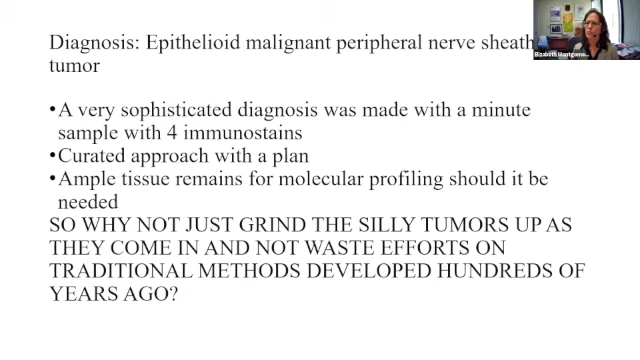 Diagnosis: Epithelioid malignant peripheral nerve sheath
tumor
•A very sophisticated diagnosis was made with a minute
sample with 4 immunostains
•Curated approach with a plan
•Ample tissue remains for molecular profiling should it be
needed
SO WHY NOT JUST GRIND THE SILLY TUMORS UP AS
THEY COME IN AND NOT WASTE EFFORTS ON
TRADITIONAL METHODS DEVELOPED HUNDREDS OF
YEARS AGO?
Elizabeth Montgome...